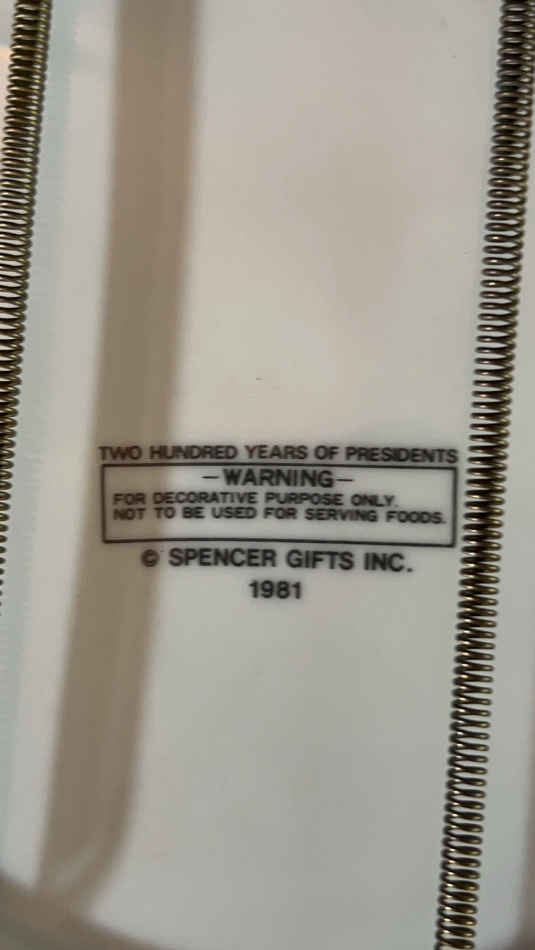 TWO HUNDRED YEARS OF PRESIDENTS
—WARNING—
FOR DECORATIVE PURPOSE ONLY.
NOT TO BE USED FOR SERVING FOODS.
© SPENCER GIFTS INC.
1981